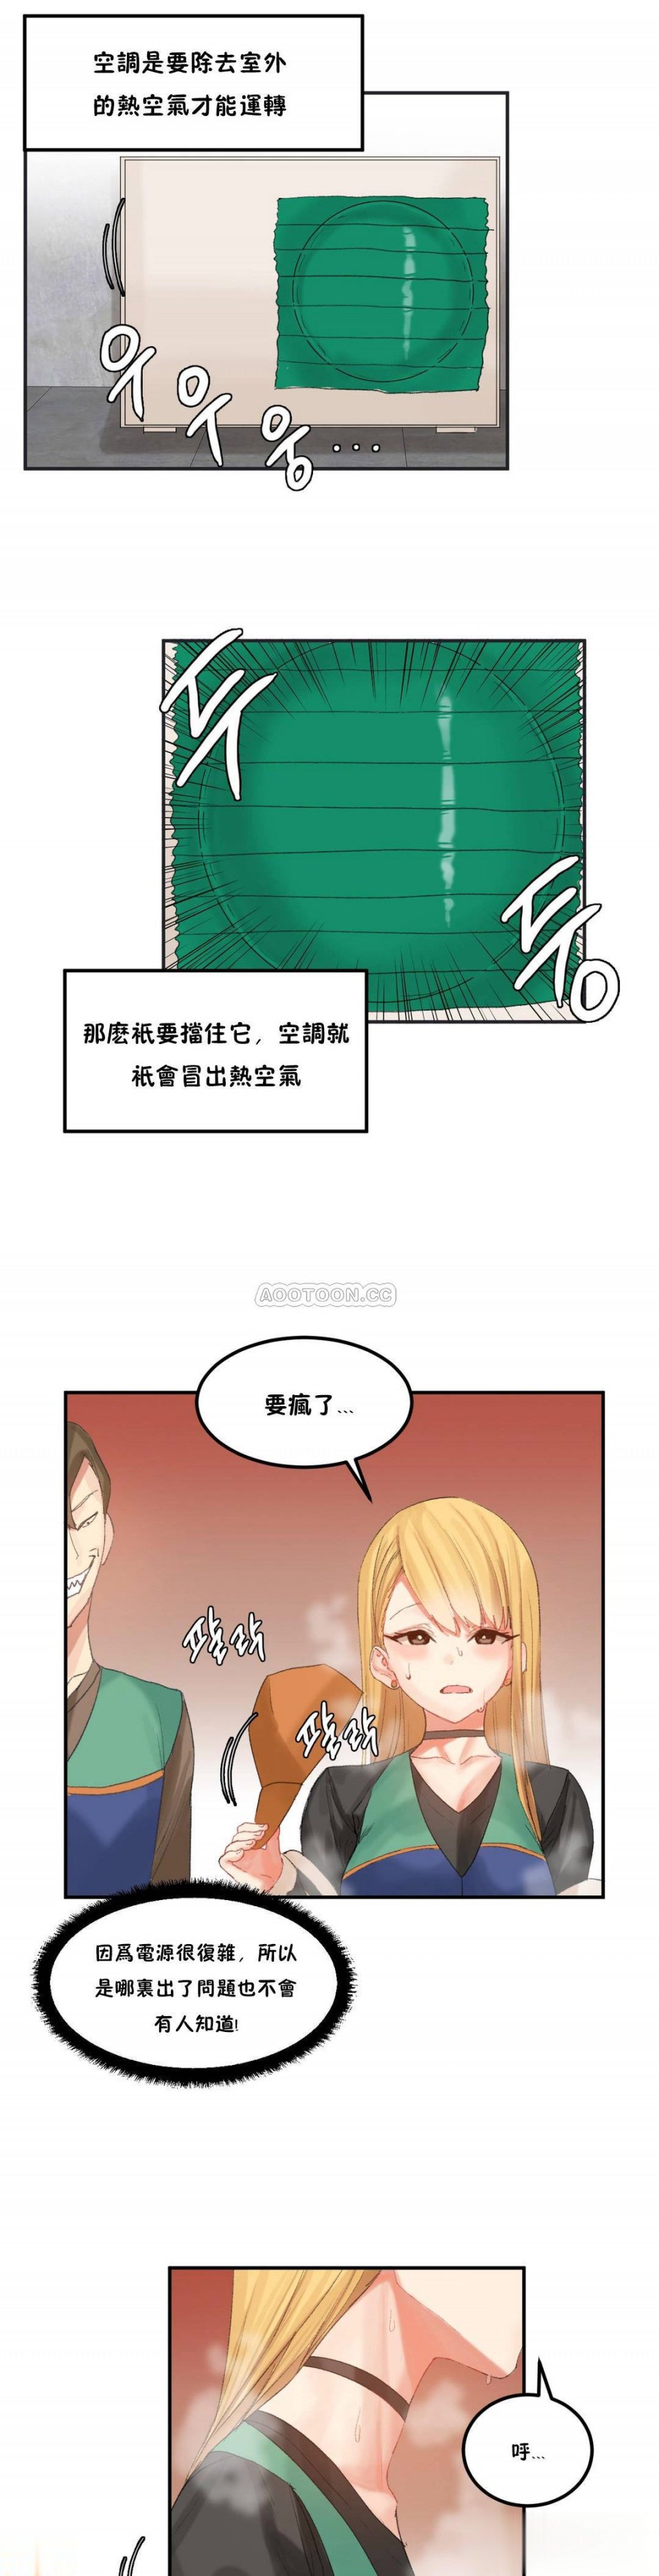 空調是要除去室外
的熱空氣才能運轉
우우웅...
두
둥
那麽衹要擋住它，空調就
衹會冒出熱空氣
AOOTOON.CC
要瘋了...
펄럭
펄럭
因爲電源很復雜，所以
是哪裏出了問題也不會
有人知道!
呼...